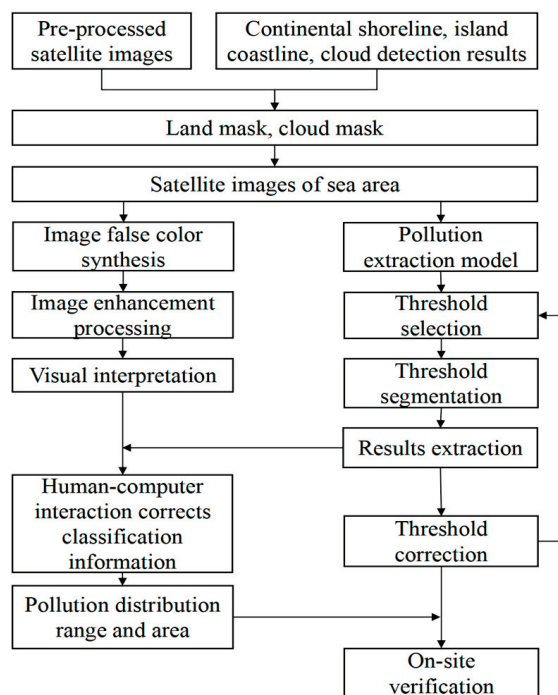 Pre-processed
satellite images
Continental shoreline, island
coastline, cloud detection results
Land mask, cloud mask
Satellite images of sea area
Image false color
synthesis
Pollution
extraction model
Image enhancement
processing
Threshold
selection
Visual interpretation
Threshold
segmentation
Results extraction
Human-computer
interaction corrects
classification
information
Threshold
correction
Pollution distribution
range and area
On-site
verification